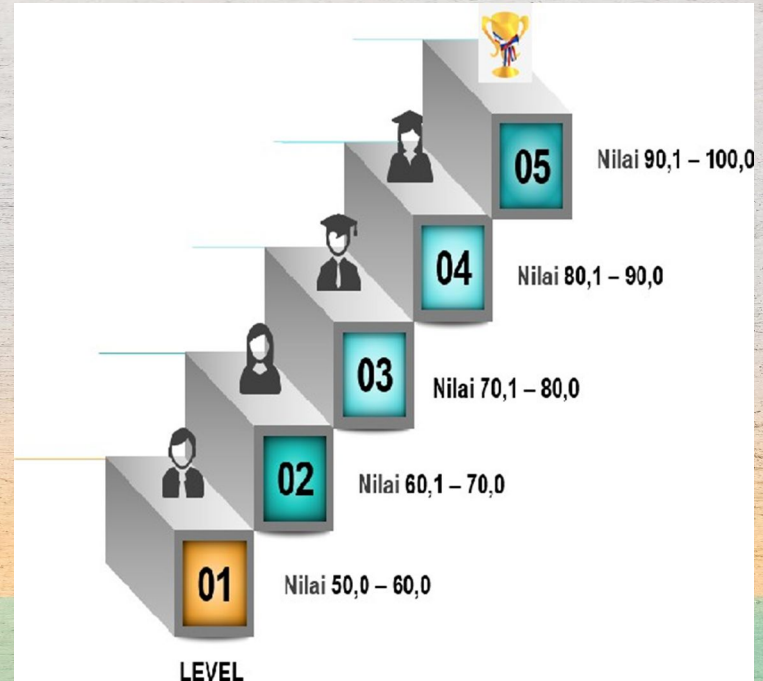 05
Nilai 90,1 – 100,0
04
Nilai 80,1 – 90,0
03
Nilai 70,1 – 80,0
02
Nilai 60,1 – 70,0
01
Nilai 50,0 – 60,0
LEVEL